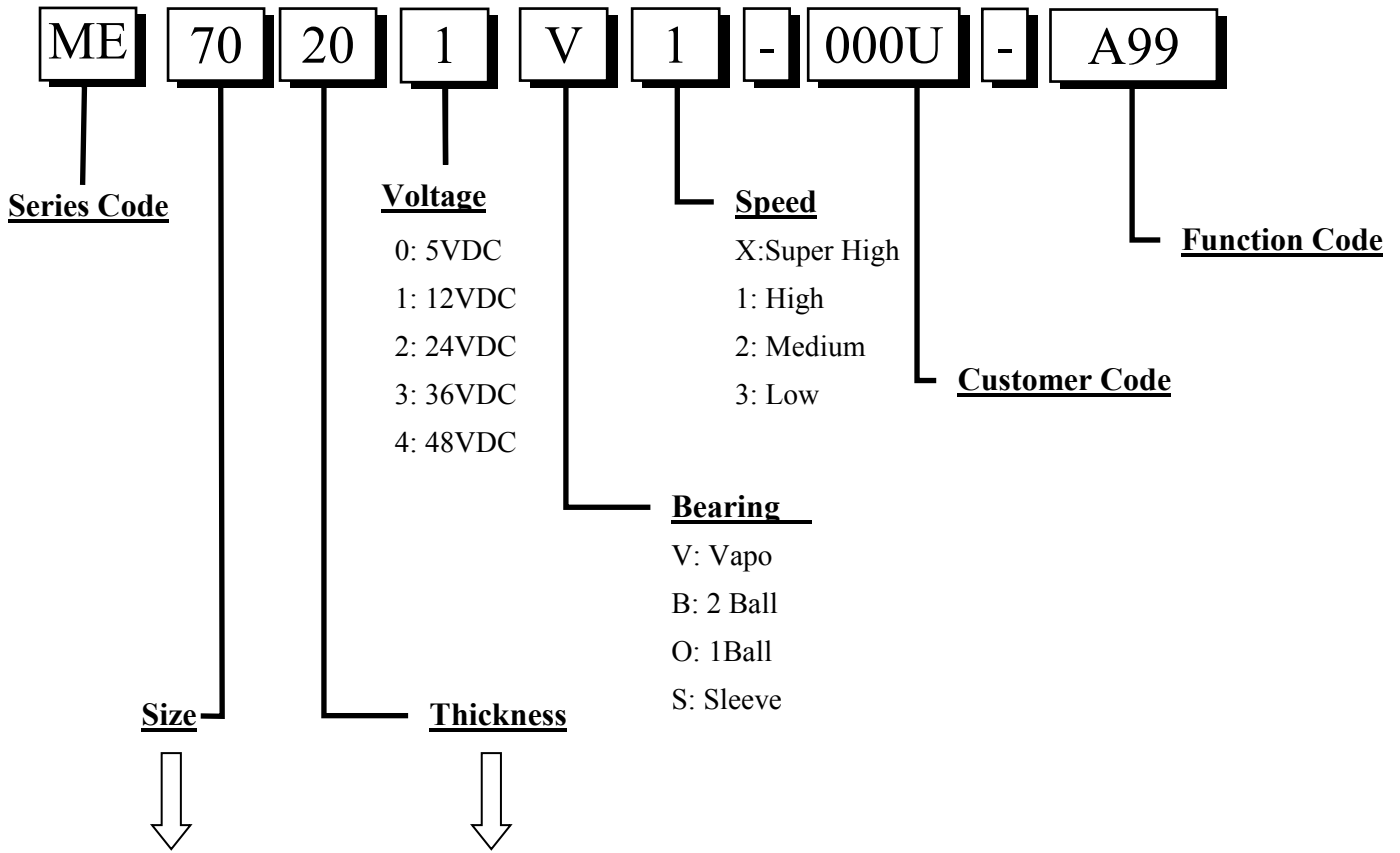 ME 70 20 1 V 1 - 000U - A99
Series Code
Voltage
0: 5VDC
1: 12VDC
2: 24VDC
3: 36VDC
4: 48VDC
Speed
X:Super High
1: High
2: Medium
3: Low
Function Code
Customer Code
Bearing
V: Vapo
B: 2 Ball
O: 1Ball
S: Sleeve
Size
Thickness